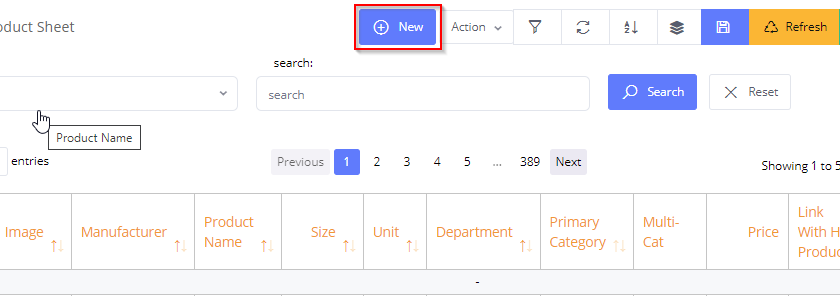 oduct Sheet
New
Action
Refresh
search:
search
Search
Reset
Product Name
entries
Previous 1 2 3 4 5 ... 389 Next
Showing 1 to 5
Image
Manufacturer
Product
Name
Size
Unit
Department
Primary
Category
Multi-
Cat
Price
Link
With H
Produc
-